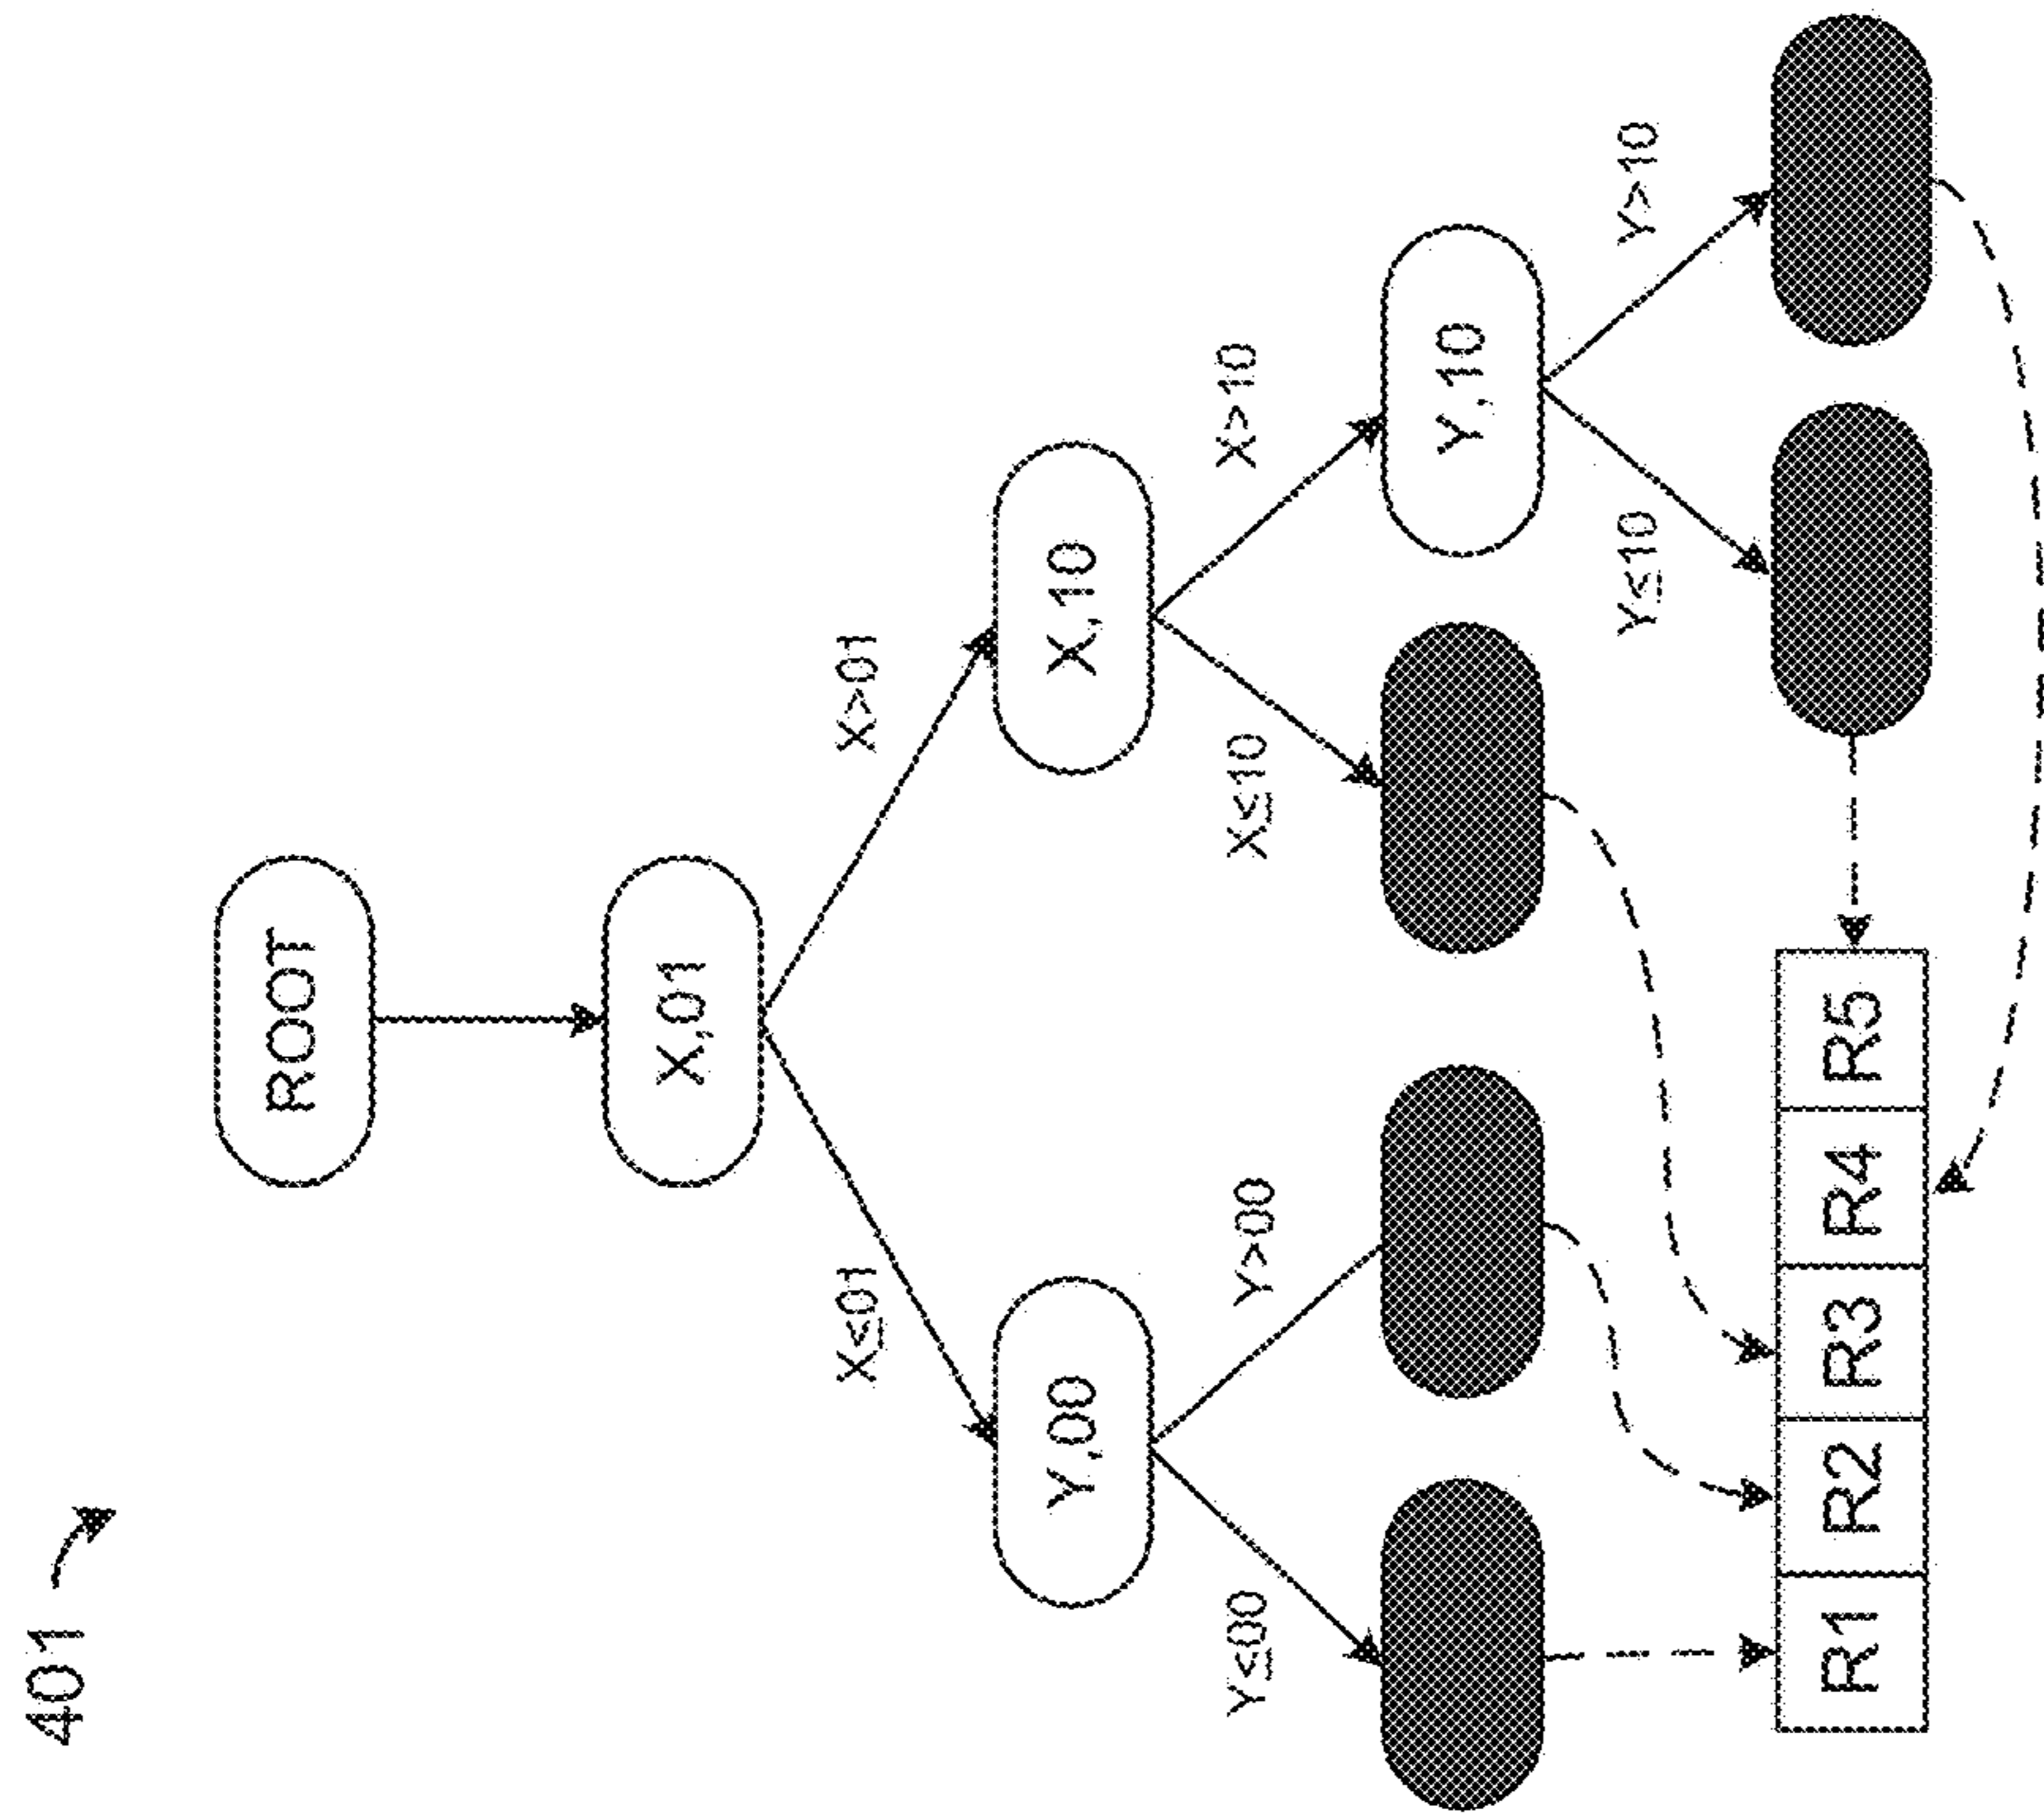 401
ROOT
X,01
X≤01
X>01
Y,00
X,10
Y≤00
Y>00
X≤10
X>10
Y,10
Y≤10
Y>10
R1 R2 R3 R4 R5